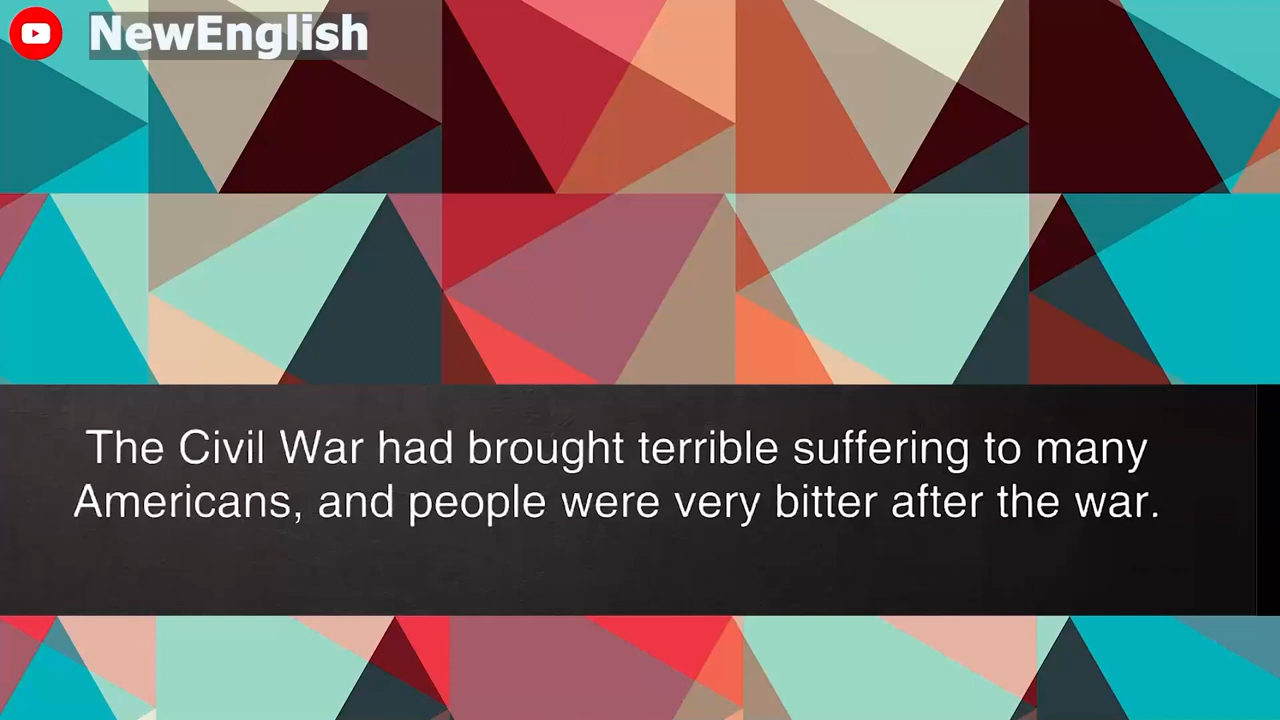 NewEnglish
The Civil War had brought terrible suffering to many
Americans, and people were very bitter after the war.